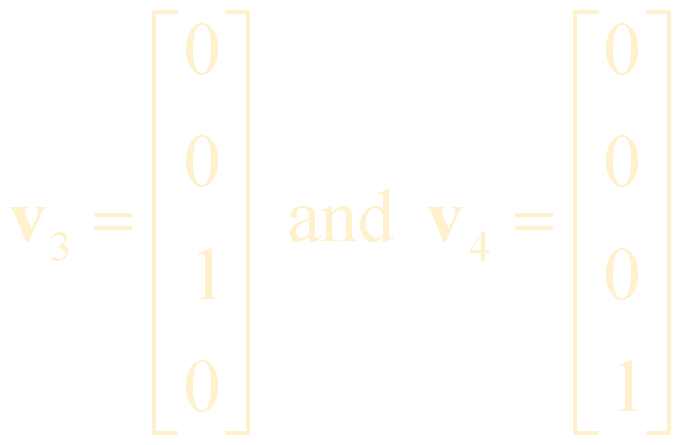 v₃ = [0 0 1 0] and v₄ = [0 0 0 1]